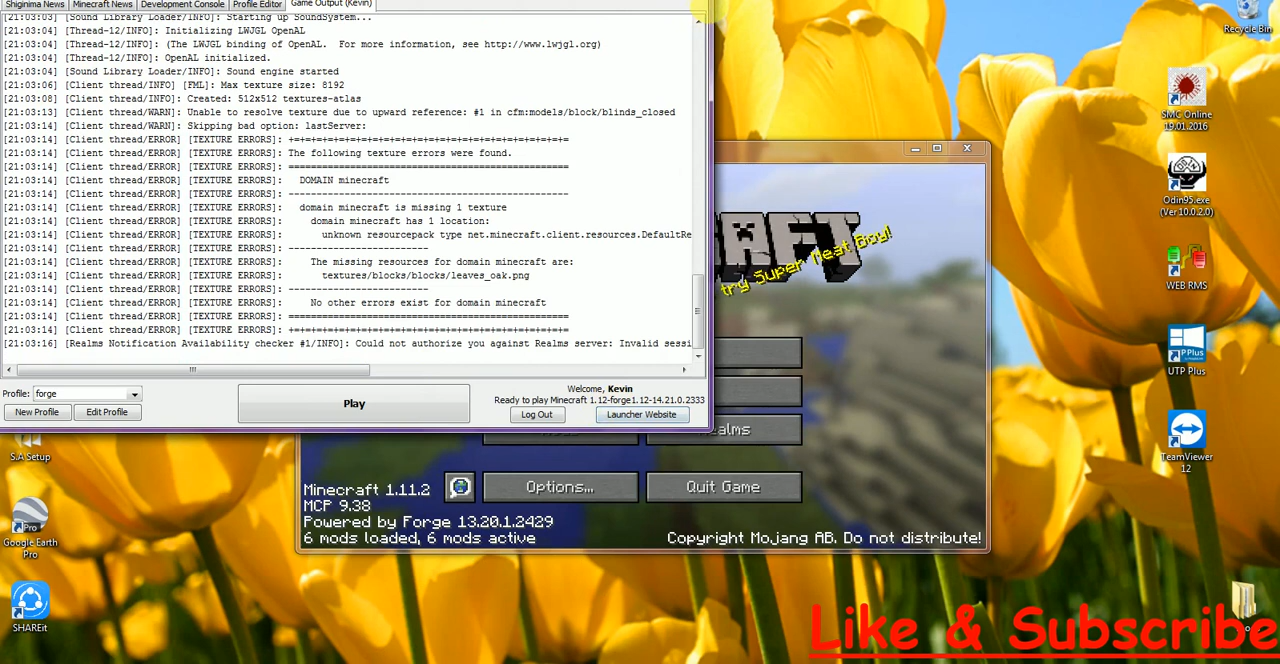 Shiginima News Minecraft News Development Console Profile Editor Game Output (Kevin)
[21:03:04] [Sound Library Loader/INFO]: Starting up SoundSystem...
[21:03:04] [Thread-12/INFO]: Initializing LWJGL OpenAL
[21:03:04] [Thread-12/INFO]: (The LWJGL binding of OpenAL.  For more information, see http://www.lwjgl.org)
[21:03:04] [Thread-12/INFO]: OpenAL initialized.
[21:03:04] [Sound Library Loader/INFO]: Sound engine started
[21:03:06] [Client thread/INFO] [FML]: Max texture size: 8192
[21:03:08] [Client thread/INFO]: Created: 512x512 textures-atlas
[21:03:13] [Client thread/WARN]: Unable to resolve texture due to upward reference: #1 in cfm:models/block/blinds_closed
[21:03:14] [Client thread/WARN]: Skipping bad option: lastServer:
[21:03:14] [Client thread/ERROR] [TEXTURE ERRORS]: +=+=+=+=+=+=+=+=+=+=+=+=+=+=+=+=+=+=+=+=+=+=+=+=+=
[21:03:14] [Client thread/ERROR] [TEXTURE ERRORS]: The following texture errors were found.
[21:03:14] [Client thread/ERROR] [TEXTURE ERRORS]: ==================================================
[21:03:14] [Client thread/ERROR] [TEXTURE ERRORS]:   DOMAIN minecraft
[21:03:14] [Client thread/ERROR] [TEXTURE ERRORS]: --------------------------------------------------
[21:03:14] [Client thread/ERROR] [TEXTURE ERRORS]:   domain minecraft is missing 1 texture
[21:03:14] [Client thread/ERROR] [TEXTURE ERRORS]:     domain minecraft has 1 location:
[21:03:14] [Client thread/ERROR] [TEXTURE ERRORS]:       unknown resourcepack type net.minecraft.client.resources.DefaultRe
[21:03:14] [Client thread/ERROR] [TEXTURE ERRORS]: -------------------------
[21:03:14] [Client thread/ERROR] [TEXTURE ERRORS]:     The missing resources for domain minecraft are:
[21:03:14] [Client thread/ERROR] [TEXTURE ERRORS]:       textures/blocks/blocks/leaves_oak.png
[21:03:14] [Client thread/ERROR] [TEXTURE ERRORS]: -------------------------
[21:03:14] [Client thread/ERROR] [TEXTURE ERRORS]:     No other errors exist for domain minecraft
[21:03:14] [Client thread/ERROR] [TEXTURE ERRORS]: ==================================================
[21:03:14] [Client thread/ERROR] [TEXTURE ERRORS]: +=+=+=+=+=+=+=+=+=+=+=+=+=+=+=+=+=+=+=+=+=+=+=+=+=
[21:03:16] [Realms Notification Availability checker #1/INFO]: Could not authorize you against Realms server: Invalid sessi
Profile: forge
New Profile Edit Profile
Play
Welcome, Kevin
Ready to play Minecraft 1.12-forge1.12-14.21.0.2333
Log Out Launcher Website
RAFT
try Super Meat Boy!
Realms
Options... Quit Game
Minecraft 1.11.2
MCP 9.38
Powered by Forge 13.20.1.2429
6 mods loaded, 6 mods active
Copyright Mojang AB. Do not distribute!
S.A Setup
Google Earth
Pro
SHAREit
Recycle Bin
SMC Online
19.01.2016
Odin95.exe
(Ver 10.0.2.0)
WEB RMS
UTP Plus
TeamViewer
12
Like & Subscribe